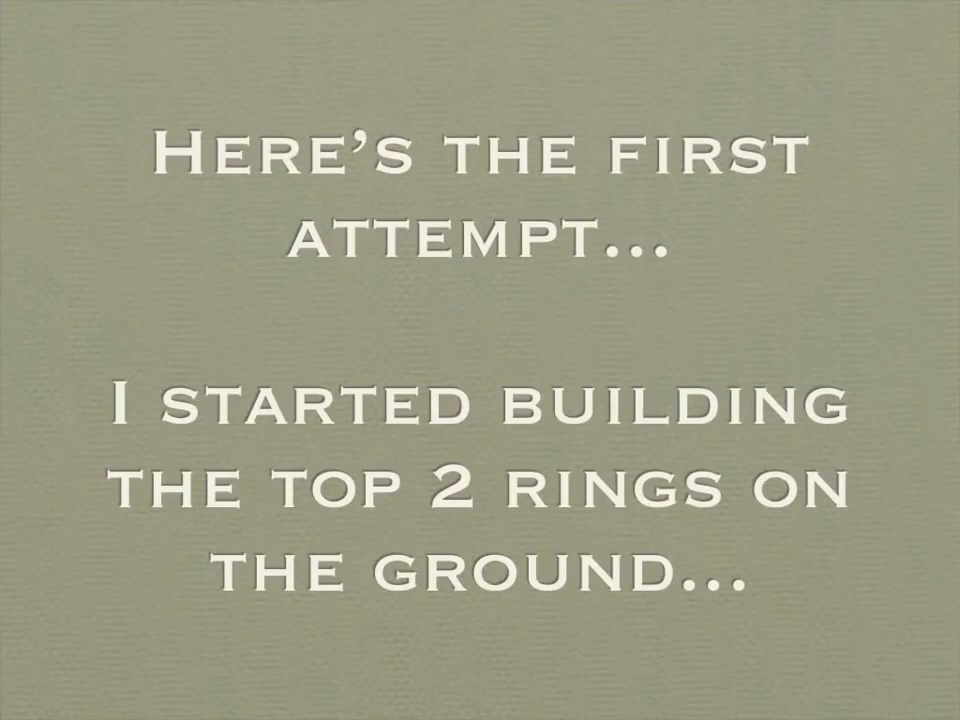 Here’s the first
attempt...
I started building
the top 2 rings on
the ground...